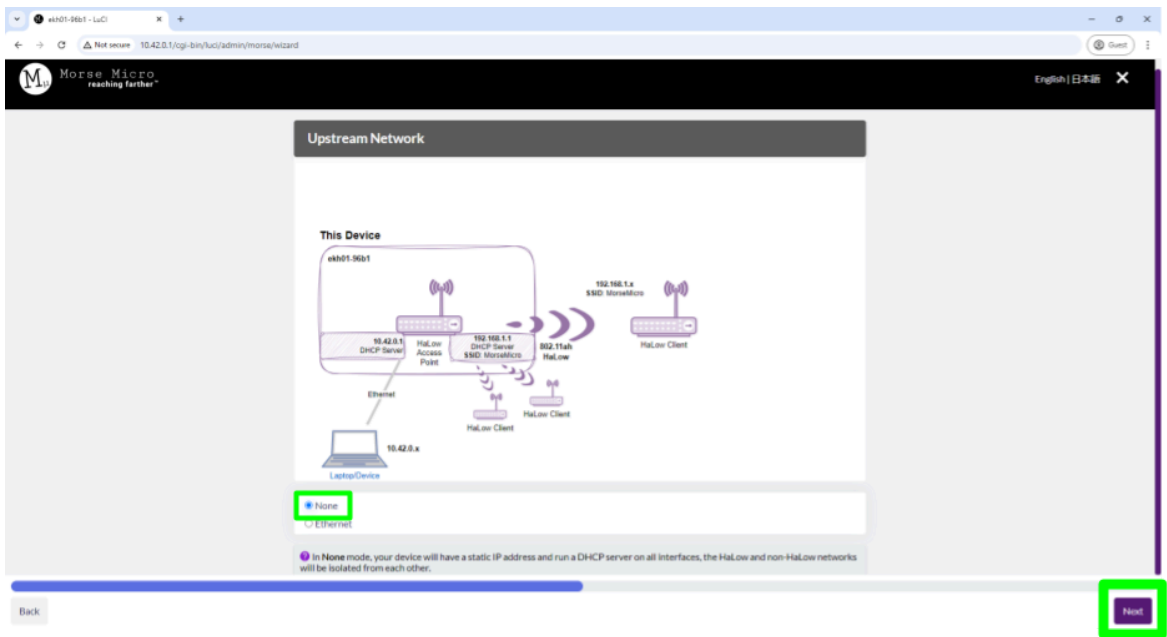 ekh01-96b1 - LuCI
Not secure 10.42.0.1/cgi-bin/luci/admin/morse/wizard
Guest
Morse Micro
reaching farther™
English | 日本語
Upstream Network
This Device
ekh01-96b1
192.168.1.x
SSID: MorseMicro
10.42.0.1
DHCP Server
HaLow
Access
Point
192.168.1.1
DHCP Server
SSID: MorseMicro
802.11ah
HaLow
HaLow Client
Ethernet
HaLow Client
HaLow Client
10.42.0.x
Laptop/Device
None
Ethernet
In None mode, your device will have a static IP address and run a DHCP server on all interfaces, the HaLow and non-HaLow networks
will be isolated from each other.
Back
Next